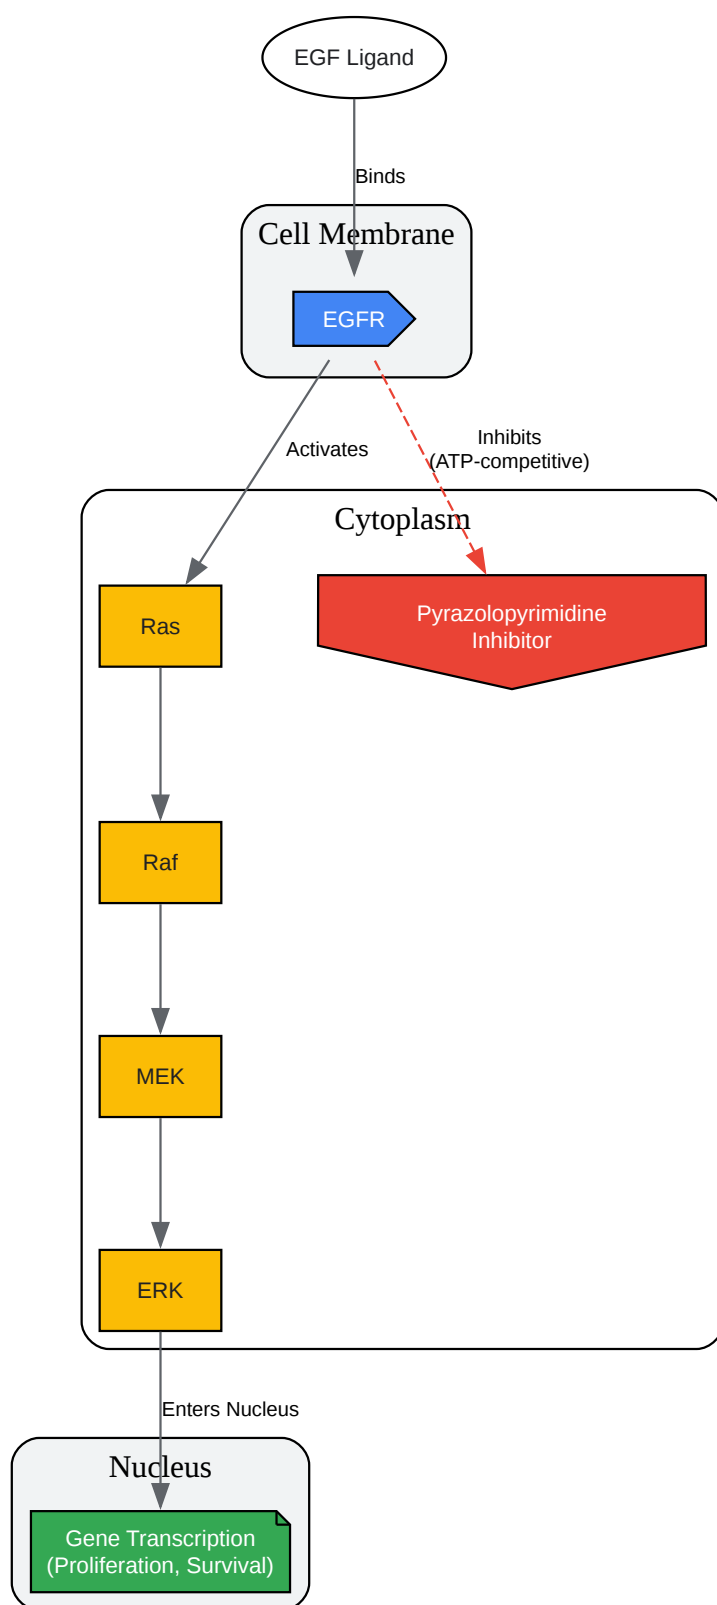 EGF Ligand
Binds
Cell Membrane
EGFR
Activates
Inhibits
(ATP-competitive)
Cytoplasm
Ras
Pyrazolopyrimidine
Inhibitor
Raf
MEK
ERK
Enters Nucleus
Nucleus
Gene Transcription
(Proliferation, Survival)